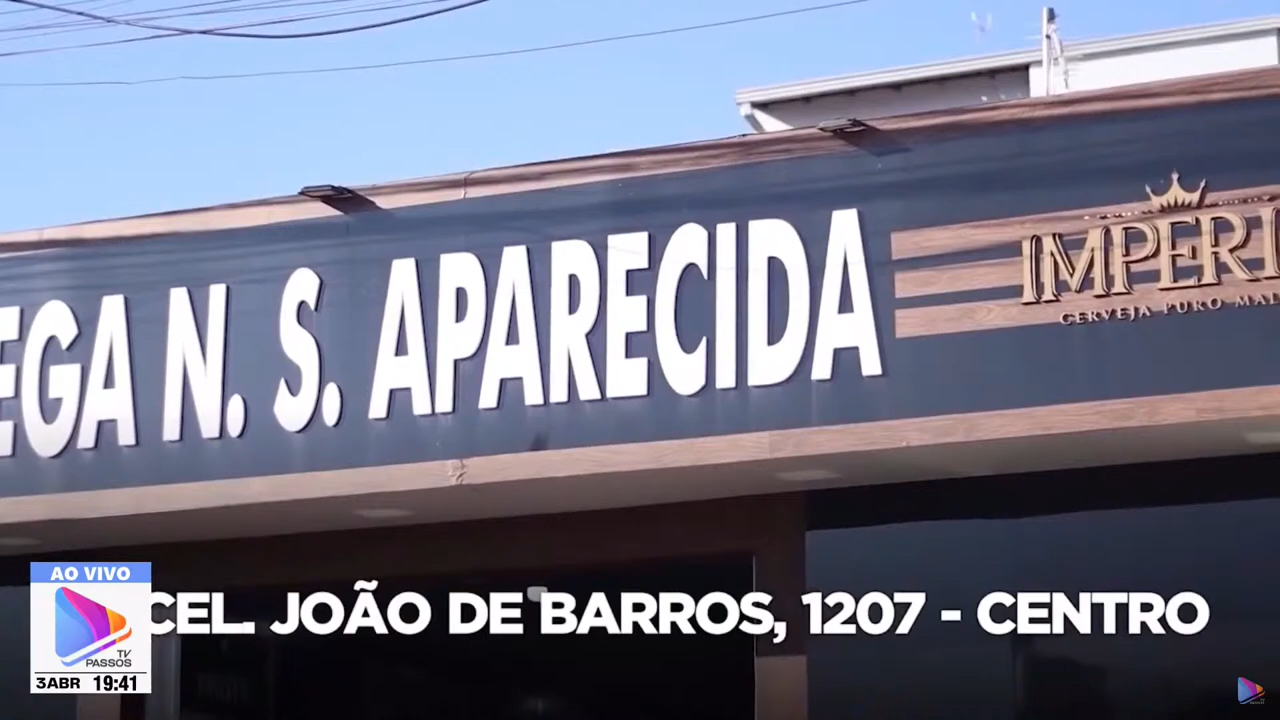 EGA N. S. APARECIDA
IMPERI
CERVEJA PURO MAL
CEL. JOÃO DE BARROS, 1207 - CENTRO
AO VIVO
TV
PASSOS
3ABR 19:41